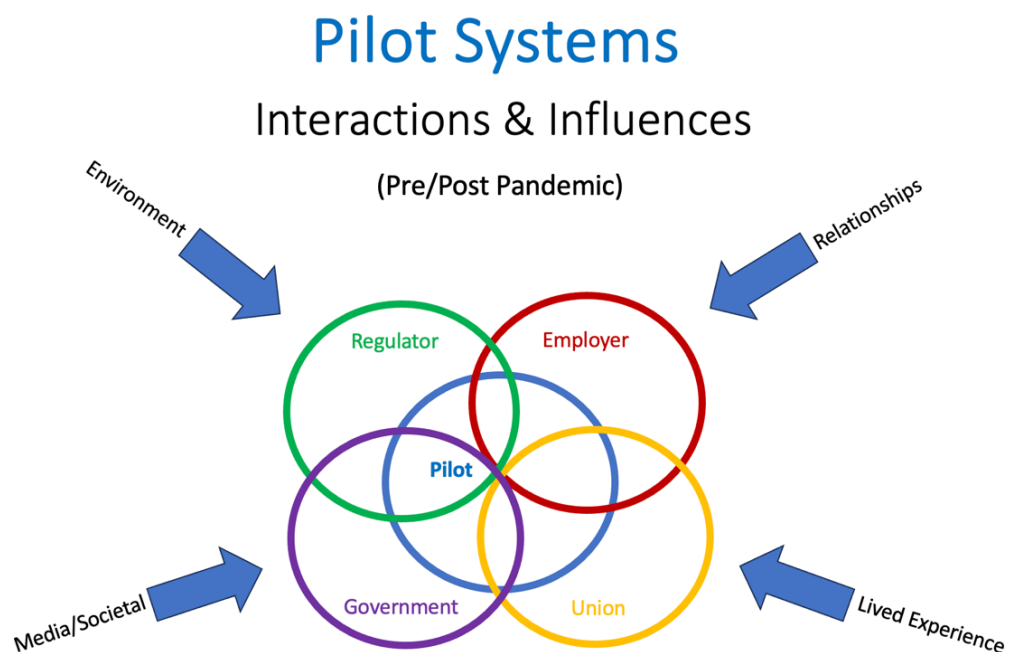 Pilot Systems
Interactions & Influences
(Pre/Post Pandemic)
Environment
Relationships
Regulator
Employer
Pilot
Government
Union
Media/Societal
Lived Experience